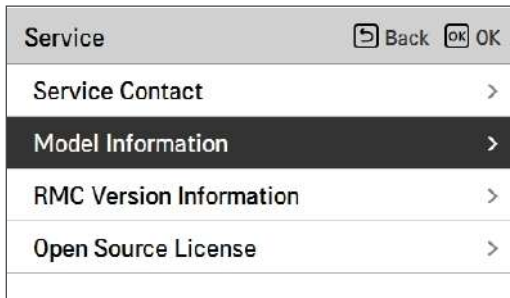 Service Back OK OK
Service Contact >
Model Information >
RMC Version Information >
Open Source License >